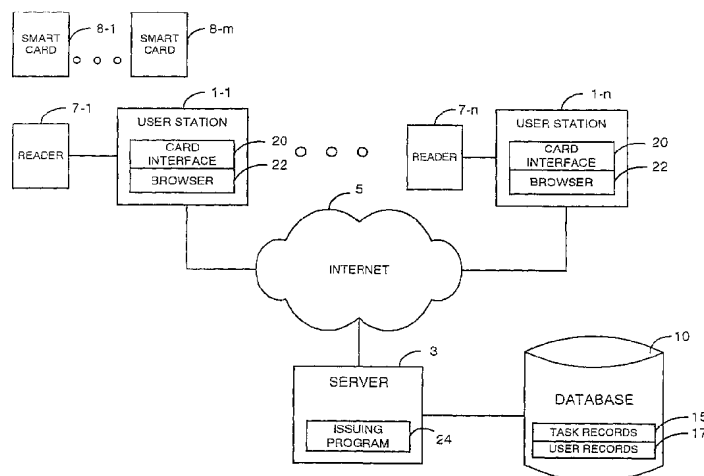 SMART CARD
8-1
SMART CARD
8-m
7-1
READER
1-1
USER STATION
CARD INTERFACE
20
BROWSER
22
7-n
READER
1-n
USER STATION
CARD INTERFACE
20
BROWSER
22
5
INTERNET
3
SERVER
ISSUING PROGRAM
24
10
DATABASE
15
TASK RECORDS
17
USER RECORDS